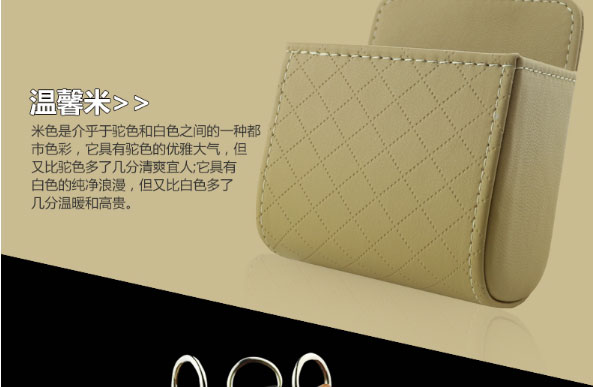 温馨米>>
米色是介乎于驼色和白色之间的一种都
市色彩，它具有驼色的优雅大气，但
又比驼色多了几分清爽宜人;它具有
白色的纯净浪漫，但又比白色多了
几分温暖和高贵。